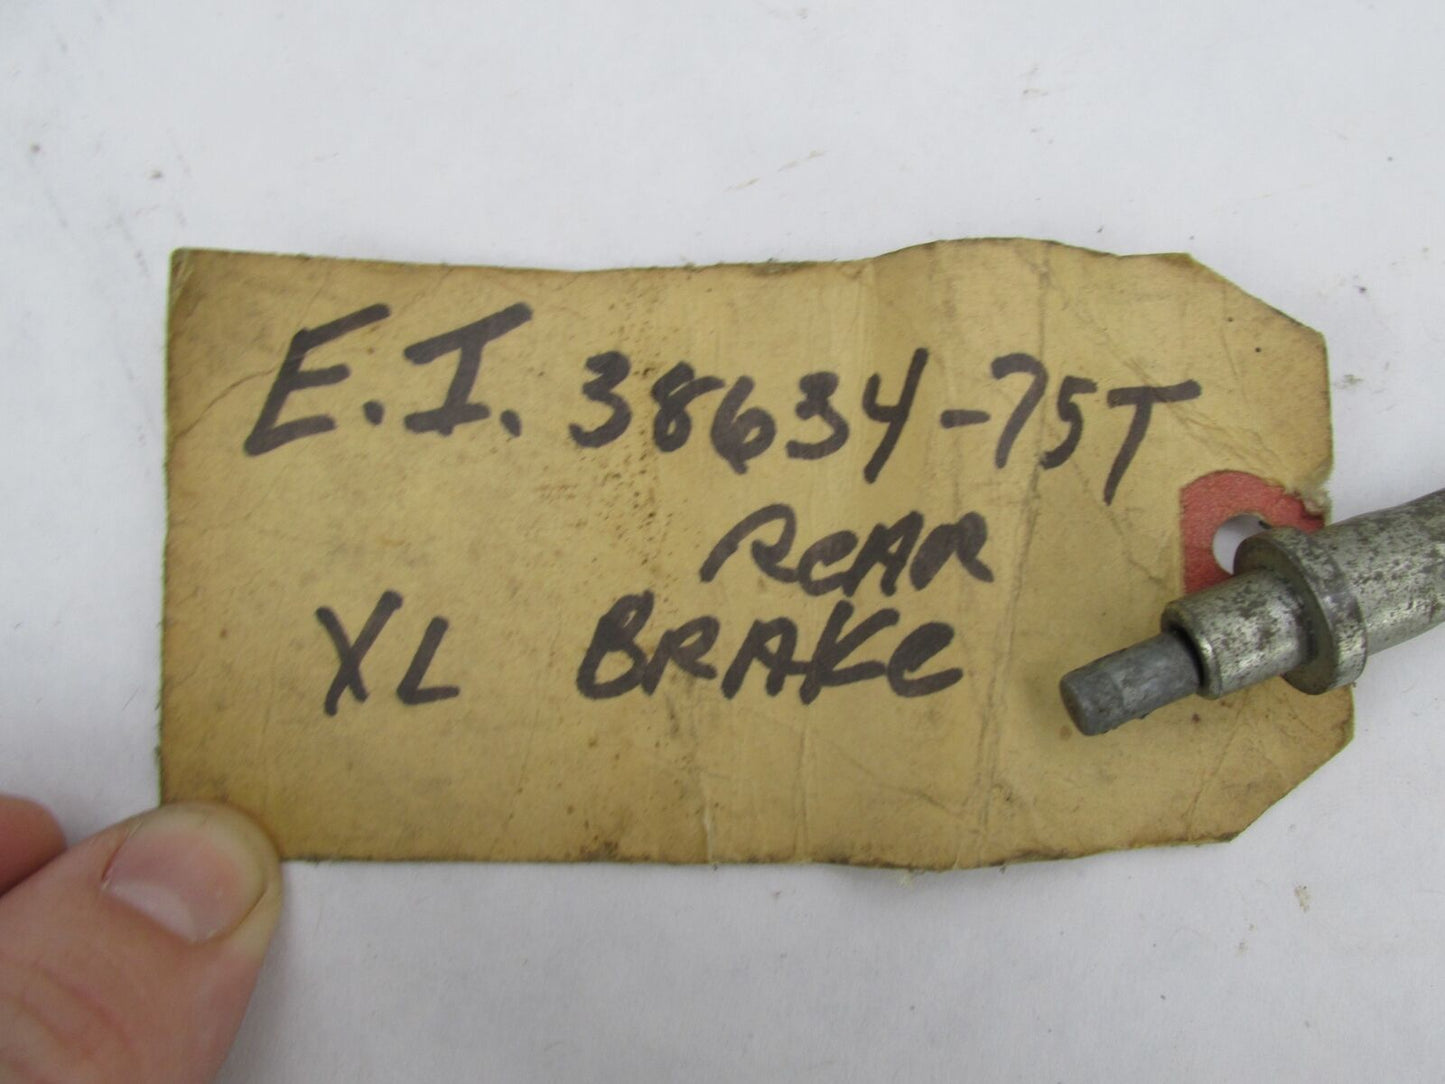 E.I. 38634-75T
REAR
XL BRAKE